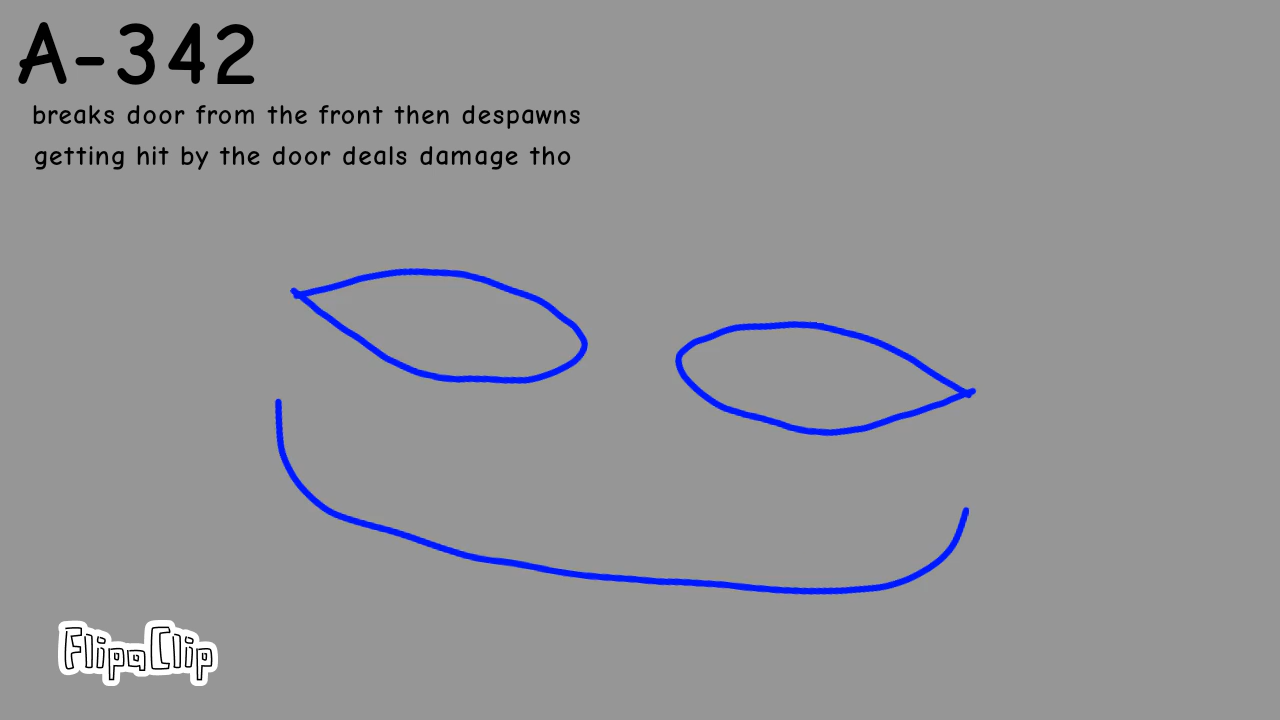 A-342
breaks door from the front then despawns
getting hit by the door deals damage tho
FlipaClip